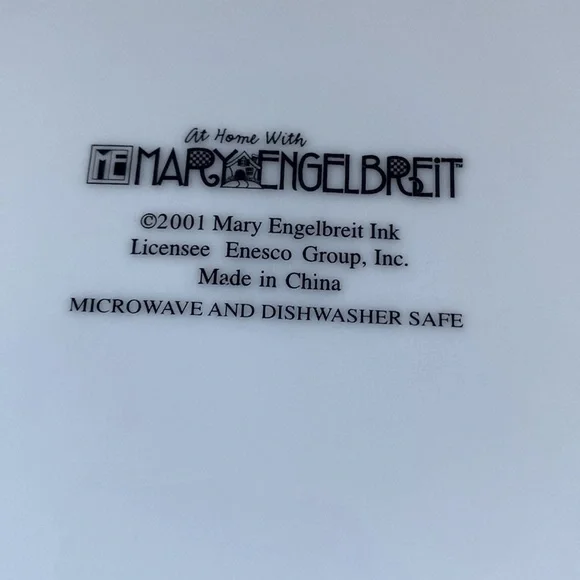 At Home With
ME MARY ENGELBREIT™
©2001 Mary Engelbreit Ink
Licensee Enesco Group, Inc.
Made in China
MICROWAVE AND DISHWASHER SAFE